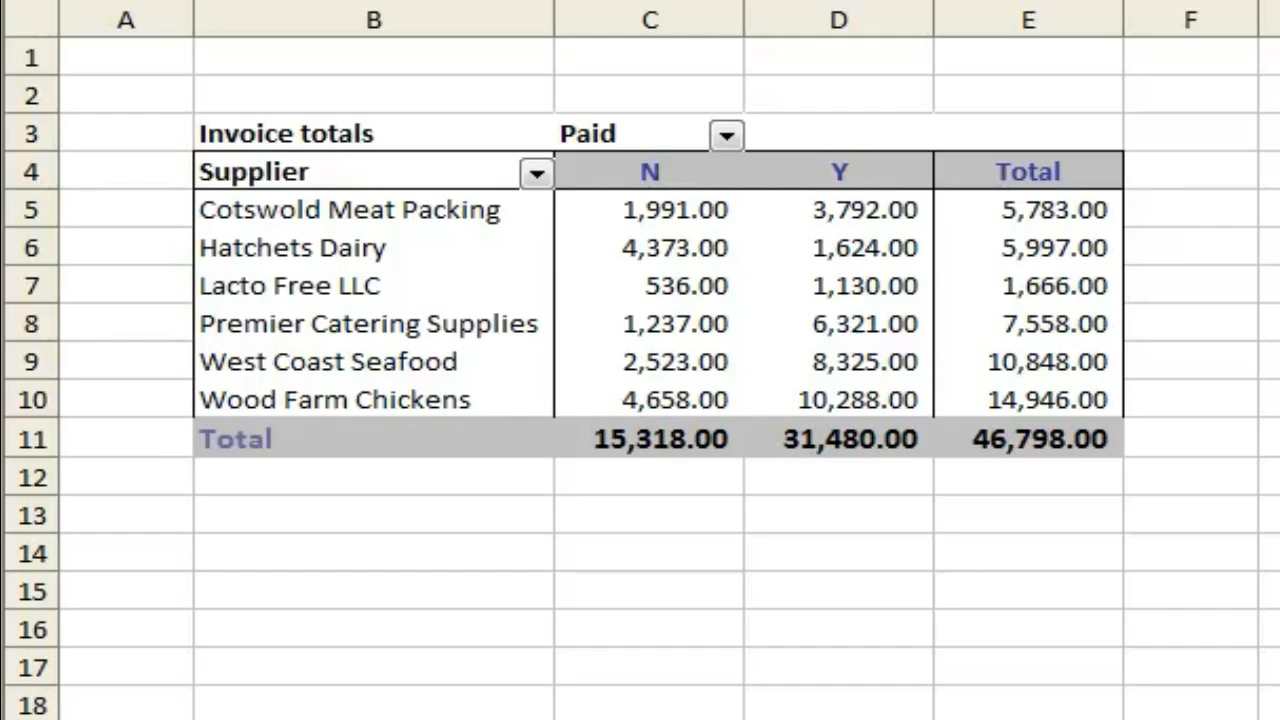 A B C D E F
1
2
3 Invoice totals Paid
4 Supplier N Y Total
5 Cotswold Meat Packing 1,991.00 3,792.00 5,783.00
6 Hatchets Dairy 4,373.00 1,624.00 5,997.00
7 Lacto Free LLC 536.00 1,130.00 1,666.00
8 Premier Catering Supplies 1,237.00 6,321.00 7,558.00
9 West Coast Seafood 2,523.00 8,325.00 10,848.00
10 Wood Farm Chickens 4,658.00 10,288.00 14,946.00
11 Total 15,318.00 31,480.00 46,798.00
12
13
14
15
16
17
18